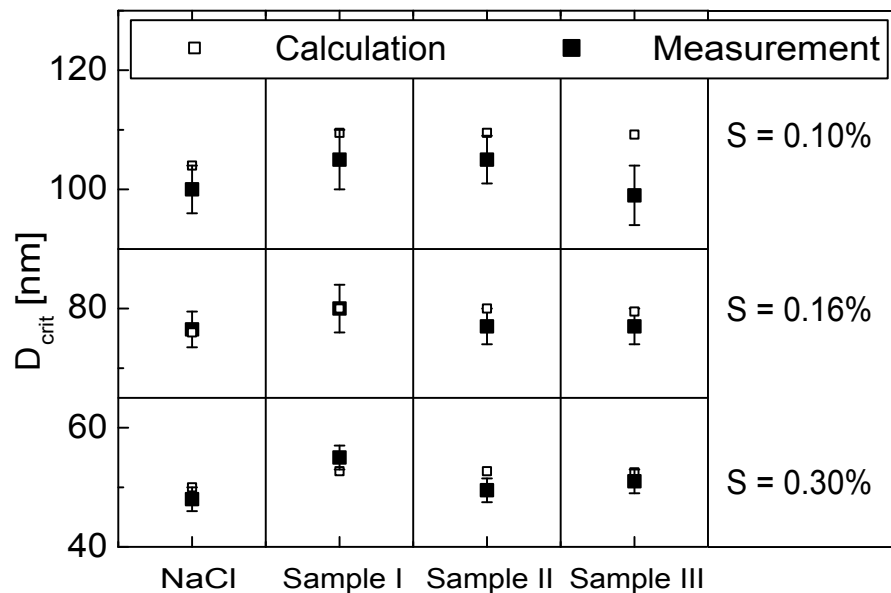 Calculation Measurement
120
100
80
60
40
D_crit [nm]
S = 0.10%
S = 0.16%
S = 0.30%
NaCl Sample I Sample II Sample III